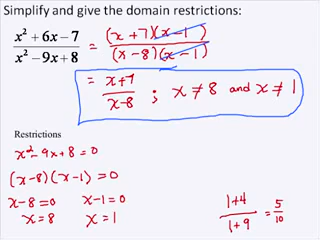 Simplify and give the domain restrictions:
x² + 6x − 7 / x² − 9x + 8 = (x + 7)(x − 1) / (x − 8)(x − 1)
= x + 7 / x − 8 ; x ≠ 8 and x ≠ 1
Restrictions
x² − 9x + 8 = 0
(x − 8)(x − 1) = 0
x − 8 = 0 x − 1 = 0
x = 8 x = 1
1 + 4 / 1 + 9 = 5 / 10